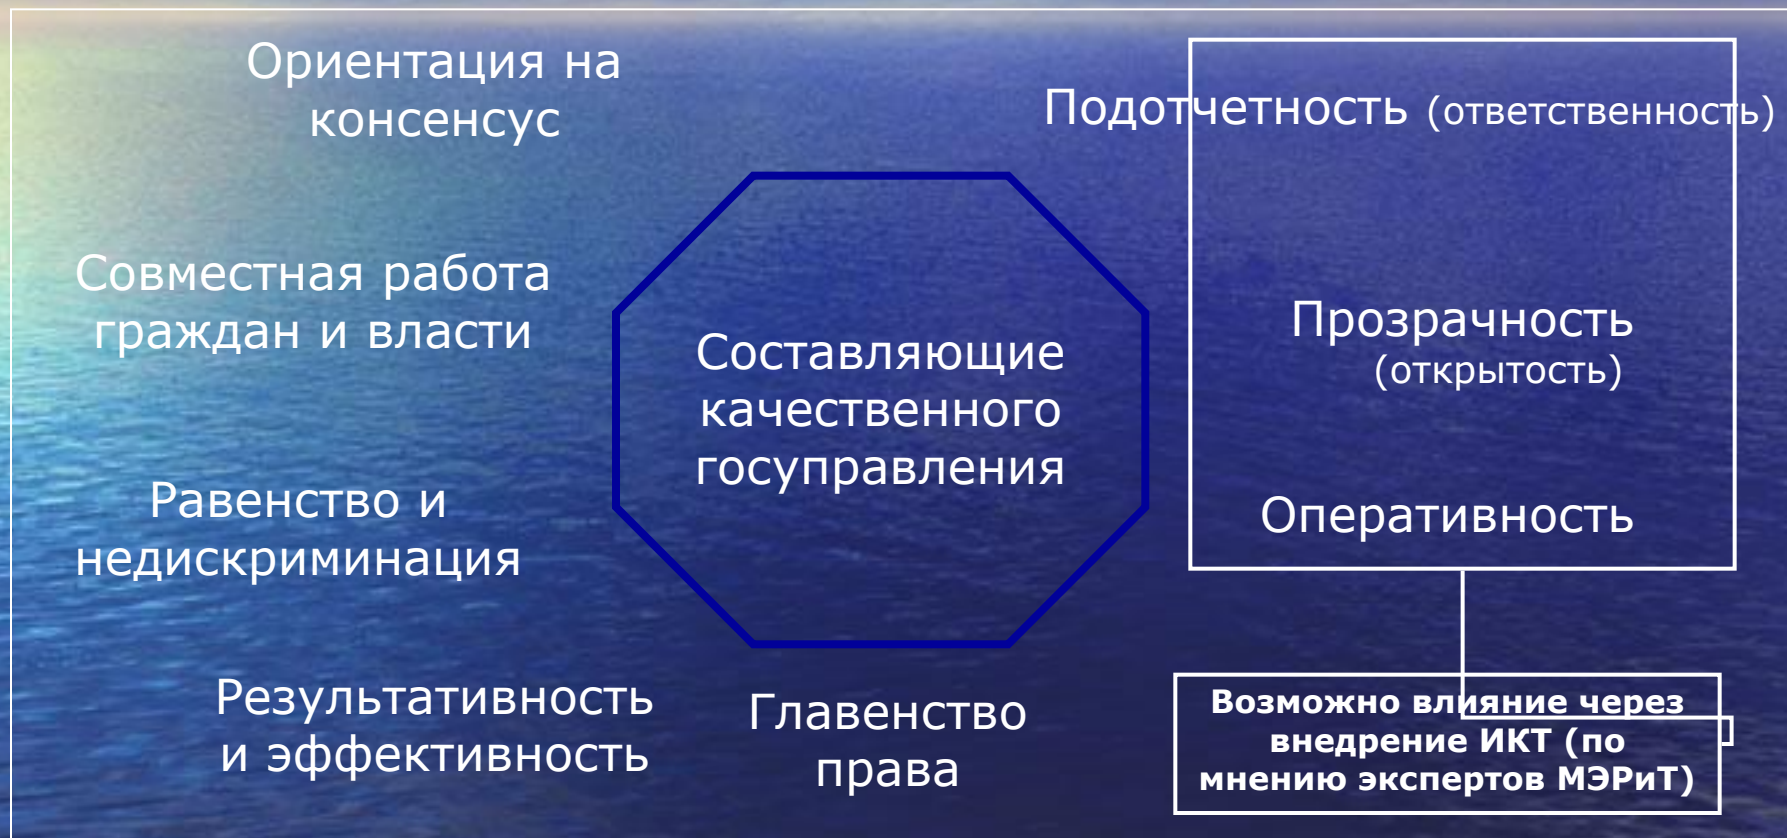 Ориентация на
консенсус
Подотчетность (ответственность)
Совместная работа
граждан и власти
Прозрачность
(открытость)
Составляющие
качественного
госуправления
Равенство и
недискриминация
Оперативность
Результативность
и эффективность
Главенство
права
Возможно влияние через
внедрение ИКТ (по
мнению экспертов МЭРиТ)